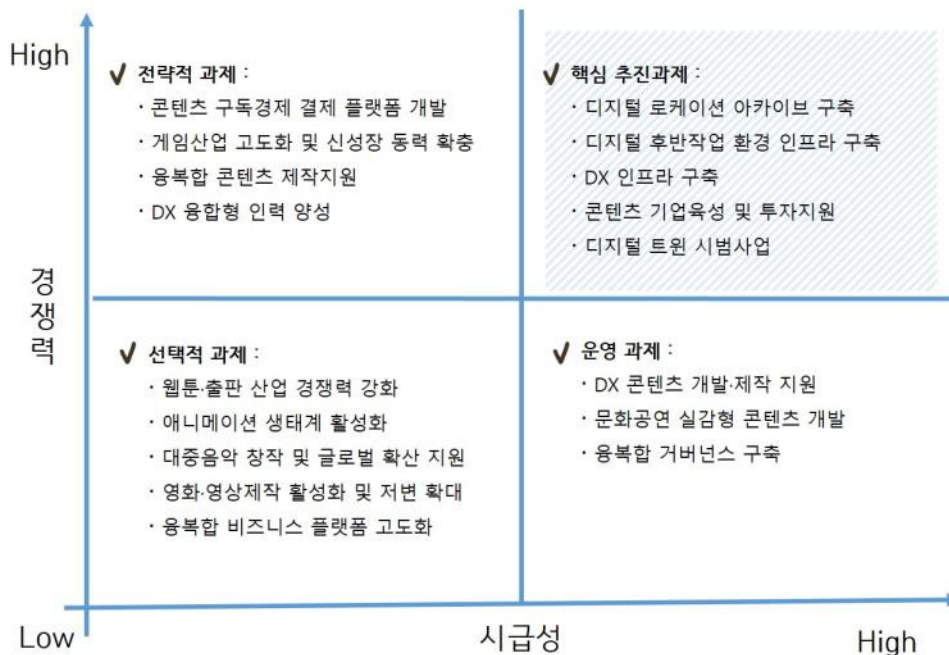 High
✔ 전략적 과제 :
· 콘텐츠 구독경제 결제 플랫폼 개발
· 게임산업 고도화 및 신성장 동력 확충
· 융복합 콘텐츠 제작지원
· DX 융합형 인력 양성
✔ 핵심 추진과제 :
· 디지털 로케이션 아카이브 구축
· 디지털 후반작업 환경 인프라 구축
· DX 인프라 구축
· 콘텐츠 기업육성 및 투자지원
· 디지털 트윈 시범사업
경쟁력
✔ 선택적 과제 :
· 웹툰·출판 산업 경쟁력 강화
· 애니메이션 생태계 활성화
· 대중음악 창작 및 글로벌 확산 지원
· 영화·영상제작 활성화 및 저변 확대
· 융복합 비즈니스 플랫폼 고도화
✔ 운영 과제 :
· DX 콘텐츠 개발·제작 지원
· 문화공연 실감형 콘텐츠 개발
· 융복합 거버넌스 구축
Low
시급성
High